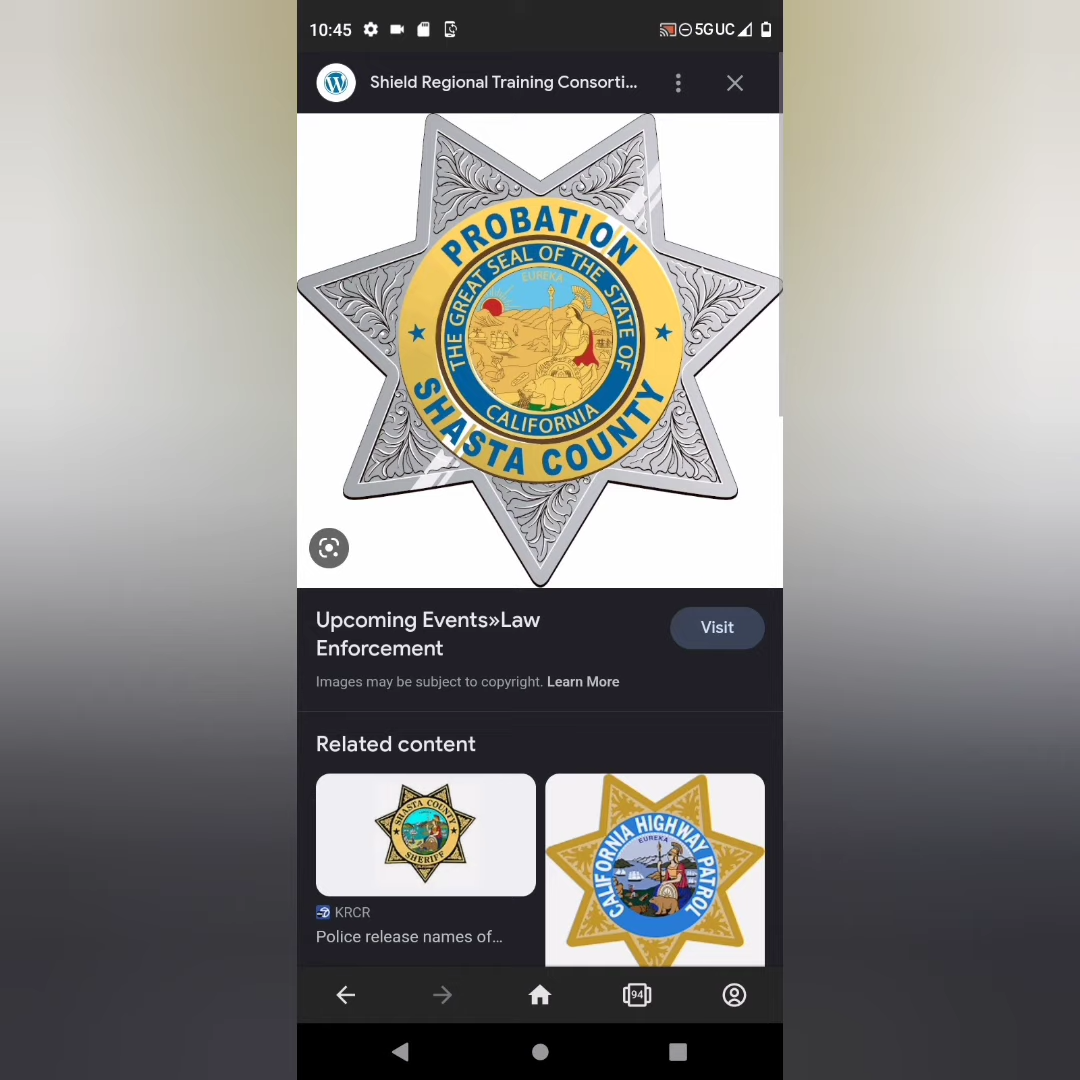 10:45
5GUC
Shield Regional Training Consorti...
PROBATION
THE GREAT SEAL OF THE STATE OF
EUREKA
CALIFORNIA
SHASTA COUNTY
Upcoming Events»Law
Enforcement
Visit
Images may be subject to copyright. Learn More
Related content
SHASTA COUNTY
SHERIFF
CALIFORNIA HIGHWAY PATROL
EUREKA
KRCR
Police release names of...
94